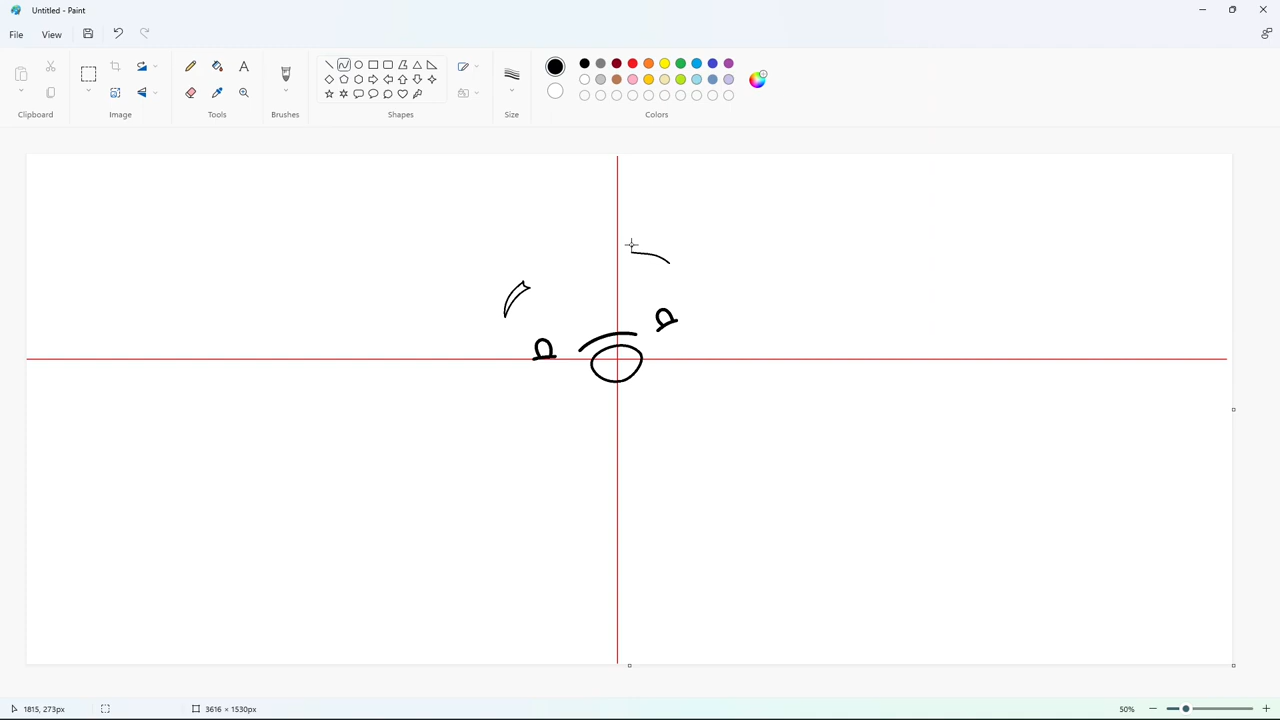 Untitled - Paint
File View
Clipboard Image Tools Brushes Shapes Size Colors
1815, 273px 3616 × 1530px 50%